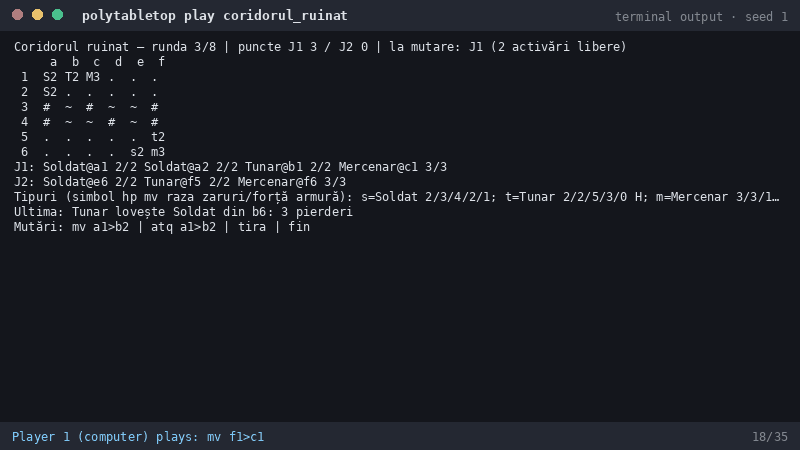 polytabletop play coridorul_ruinat
terminal output · seed 1
Coridorul ruinat — runda 3/8 | puncte J1 3 / J2 0 | la mutare: J1 (2 activări libere)
a b c d e f
1 S2 T2 M3 . . .
2 S2 . . . . .
3 # ~ # ~ ~ #
4 # ~ ~ # ~ #
5 . . . . . t2
6 . . . . s2 m3
J1: Soldat@a1 2/2 Soldat@a2 2/2 Tunar@b1 2/2 Mercenar@c1 3/3
J2: Soldat@e6 2/2 Tunar@f5 2/2 Mercenar@f6 3/3
Tipuri (simbol hp mv raza zaruri/forță armură): s=Soldat 2/3/4/2/1; t=Tunar 2/2/5/3/0 H; m=Mercenar 3/3/1…
Ultima: Tunar lovește Soldat din b6: 3 pierderi
Mutări: mv a1>b2 | atq a1>b2 | tira | fin
Player 1 (computer) plays: mv f1>c1
18/35